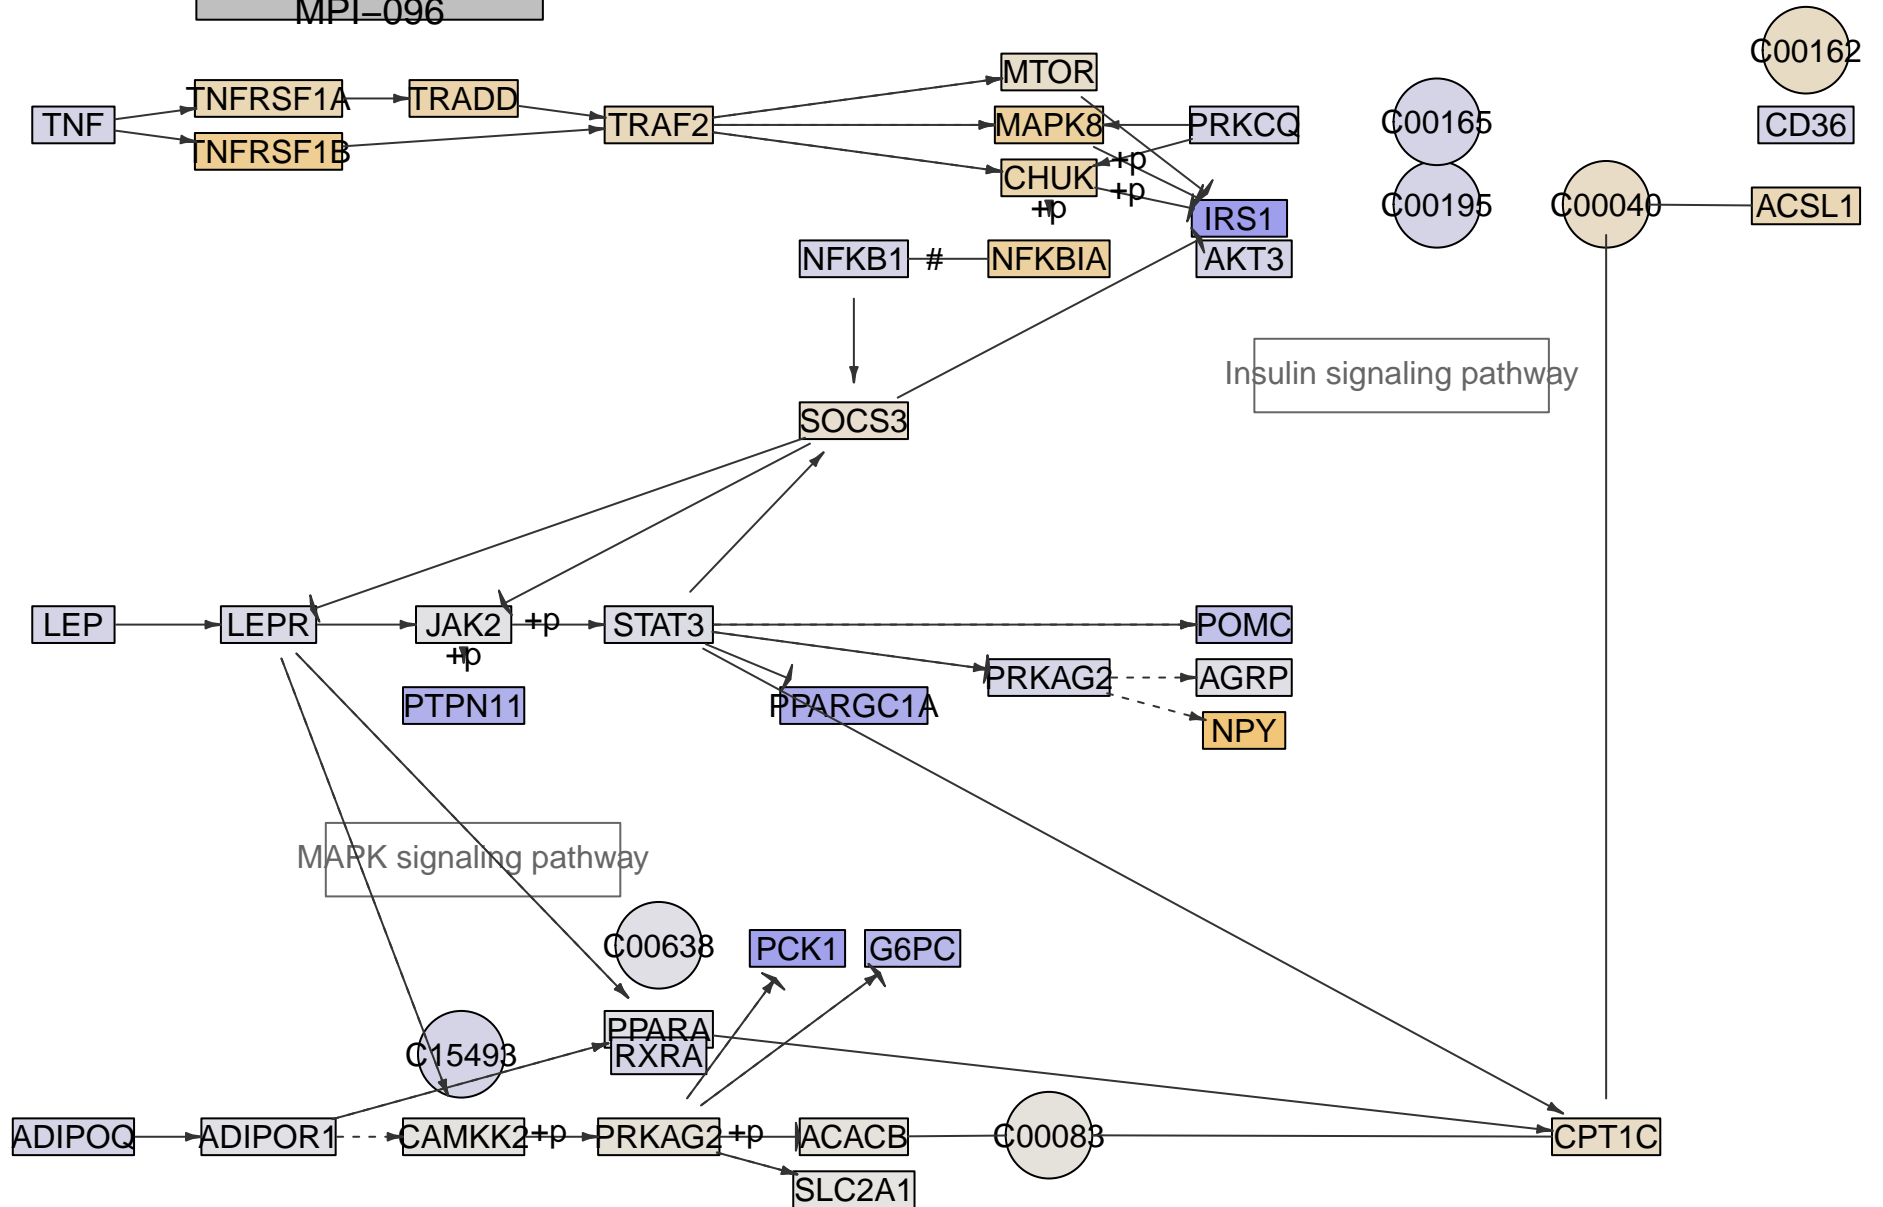 MPI−096
C00162
TNF
TNFRSF1A
TRADD
TNFRSF1B
TRAF2
MTOR
MAPK8
PRKCQ
C00165
CD36
CHUK
+p
+p
+p
IRS1
C00195
C00040
ACSL1
NFKB1
#
NFKBIA
AKT3
Insulin signaling pathway
SOCS3
LEP
LEPR
JAK2
+p
STAT3
POMC
+p
PRKAG2
AGRP
PTPN11
PPARGC1A
NPY
MAPK signaling pathway
C00638
PCK1
G6PC
PPARA
RXRA
C15493
ADIPOQ
ADIPOR1
CAMKK2
+p
PRKAG2
+p
ACACB
C00083
CPT1C
SLC2A1